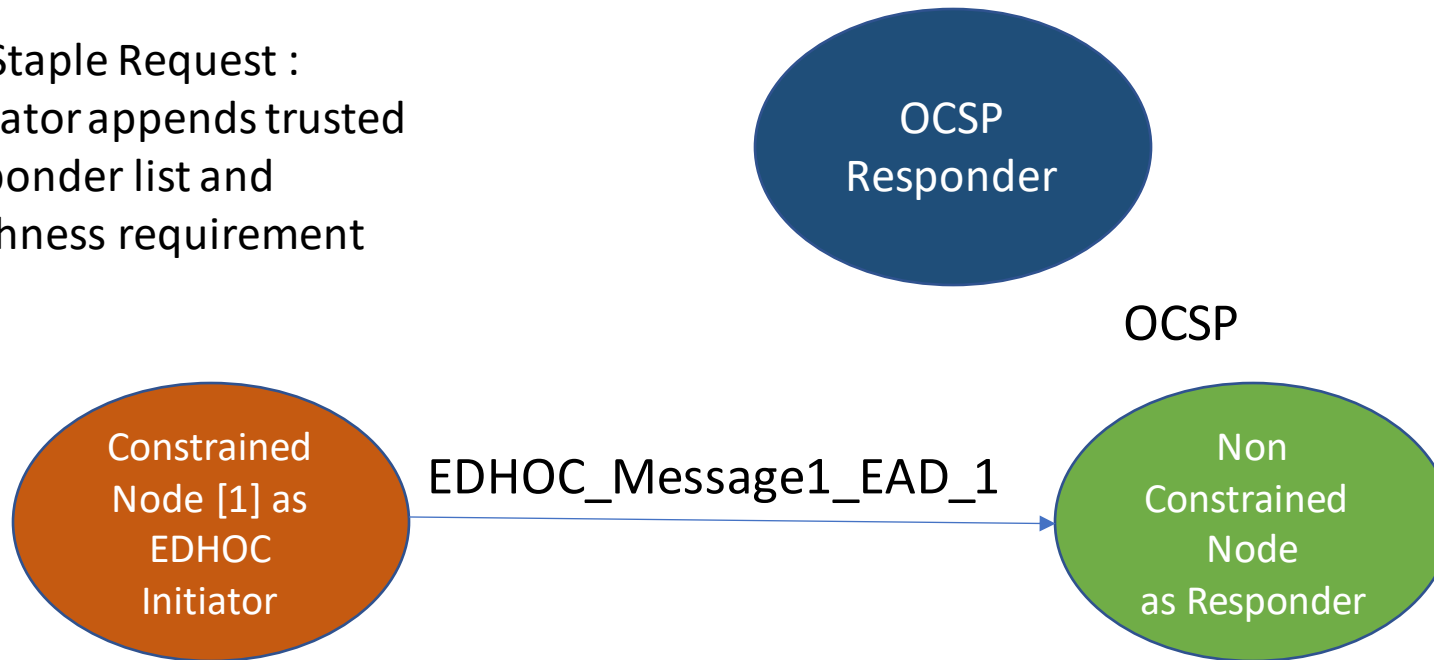 Staple Request :
ator appends trusted
onder list and
hness requirement
OCSP
Responder
OCSP
Constrained
Node [1] as
EDHOC
Initiator
EDHOC_Message1_EAD_1
Non
Constrained
Node
as Responder